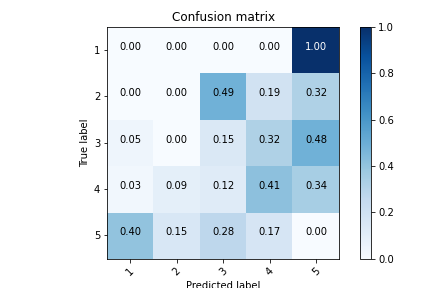 Confusion matrix
1 0.00 0.00 0.00 0.00 1.00
2 0.00 0.00 0.49 0.19 0.32
3 0.05 0.00 0.15 0.32 0.48
4 0.03 0.09 0.12 0.41 0.34
5 0.40 0.15 0.28 0.17 0.00
1 2 3 4 5
True label
Predicted label
1.0
0.8
0.6
0.4
0.2
0.0